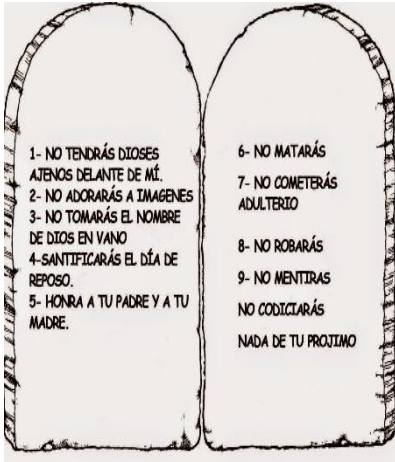 1- NO TENDRÁS DIOSES
AJENOS DELANTE DE MÍ.
2- NO ADORARÁS A IMAGENES
3- NO TOMARÁS EL NOMBRE
DE DIOS EN VANO
4-SANTIFICARÁS EL DÍA DE
REPOSO.
5- HONRA A TU PADRE Y A TU
MADRE.
6- NO MATARÁS
7- NO COMETERÁS
ADULTERIO
8- NO ROBARÁS
9- NO MENTIRAS
NO CODICIARÁS
NADA DE TU PROJIMO